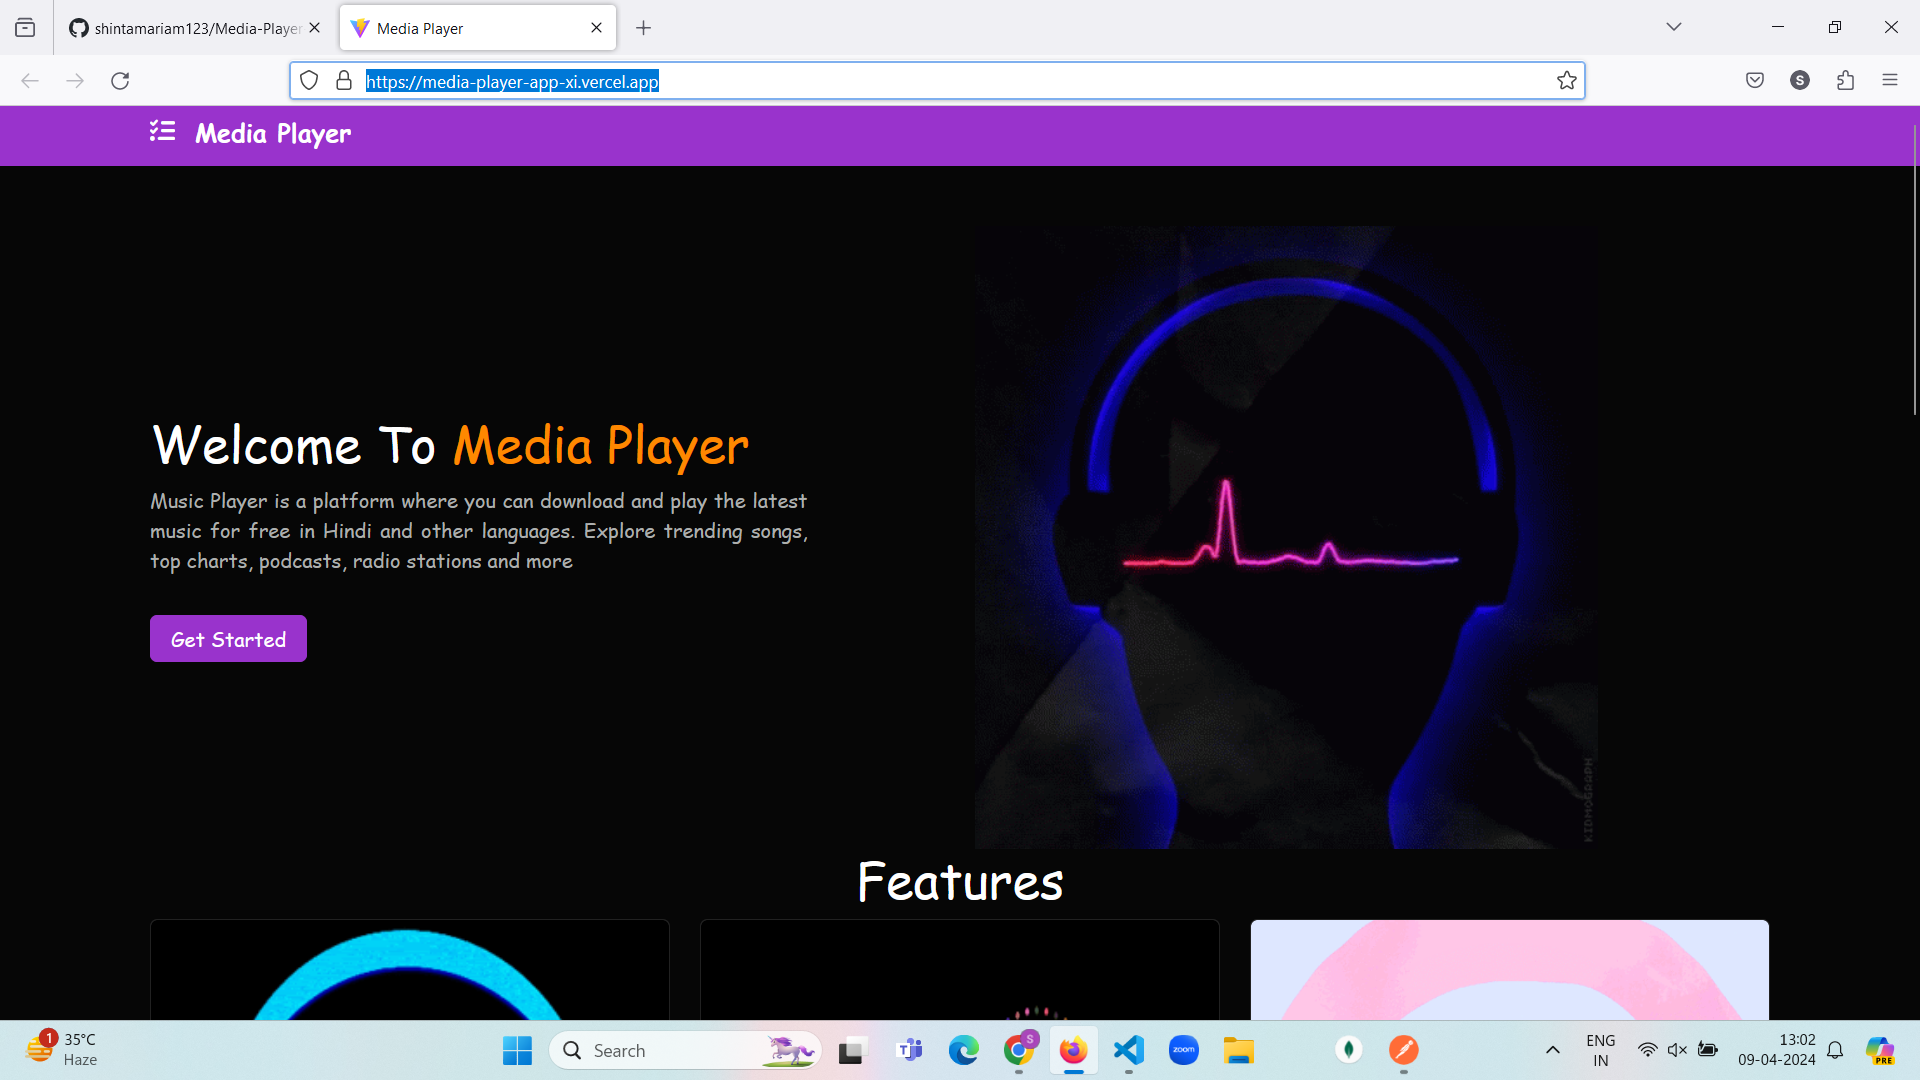 shintamariam123/Media-Player
Media Player
https://media-player-app-xi.vercel.app
S
Media Player
Welcome To Media Player
Music Player is a platform where you can download and play the latest
music for free in Hindi and other languages. Explore trending songs,
top charts, podcasts, radio stations and more
Get Started
KIDMOGRAPH
Features
1
35°C
Haze
Search
S
zoom
ENG
IN
13:02
09-04-2024
PRE